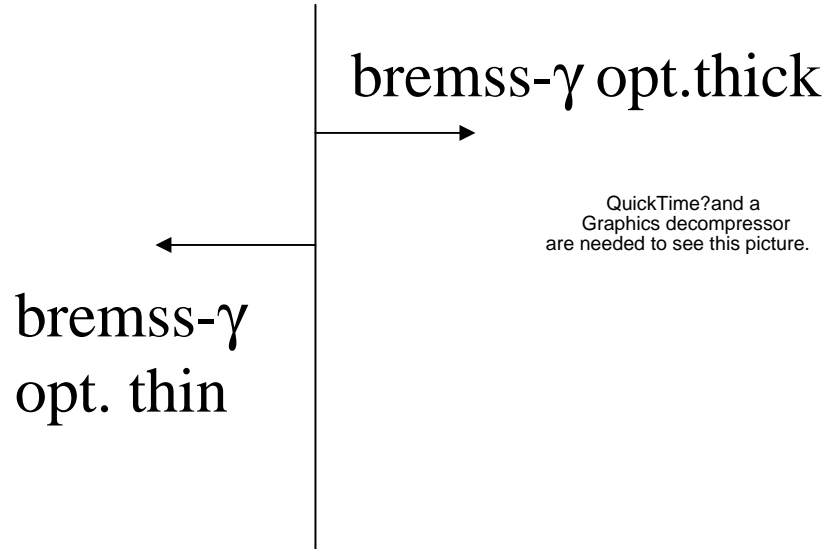 bremss-γ opt.thick
QuickTime?and a
Graphics decompressor
are needed to see this picture.
bremss-γ
opt. thin